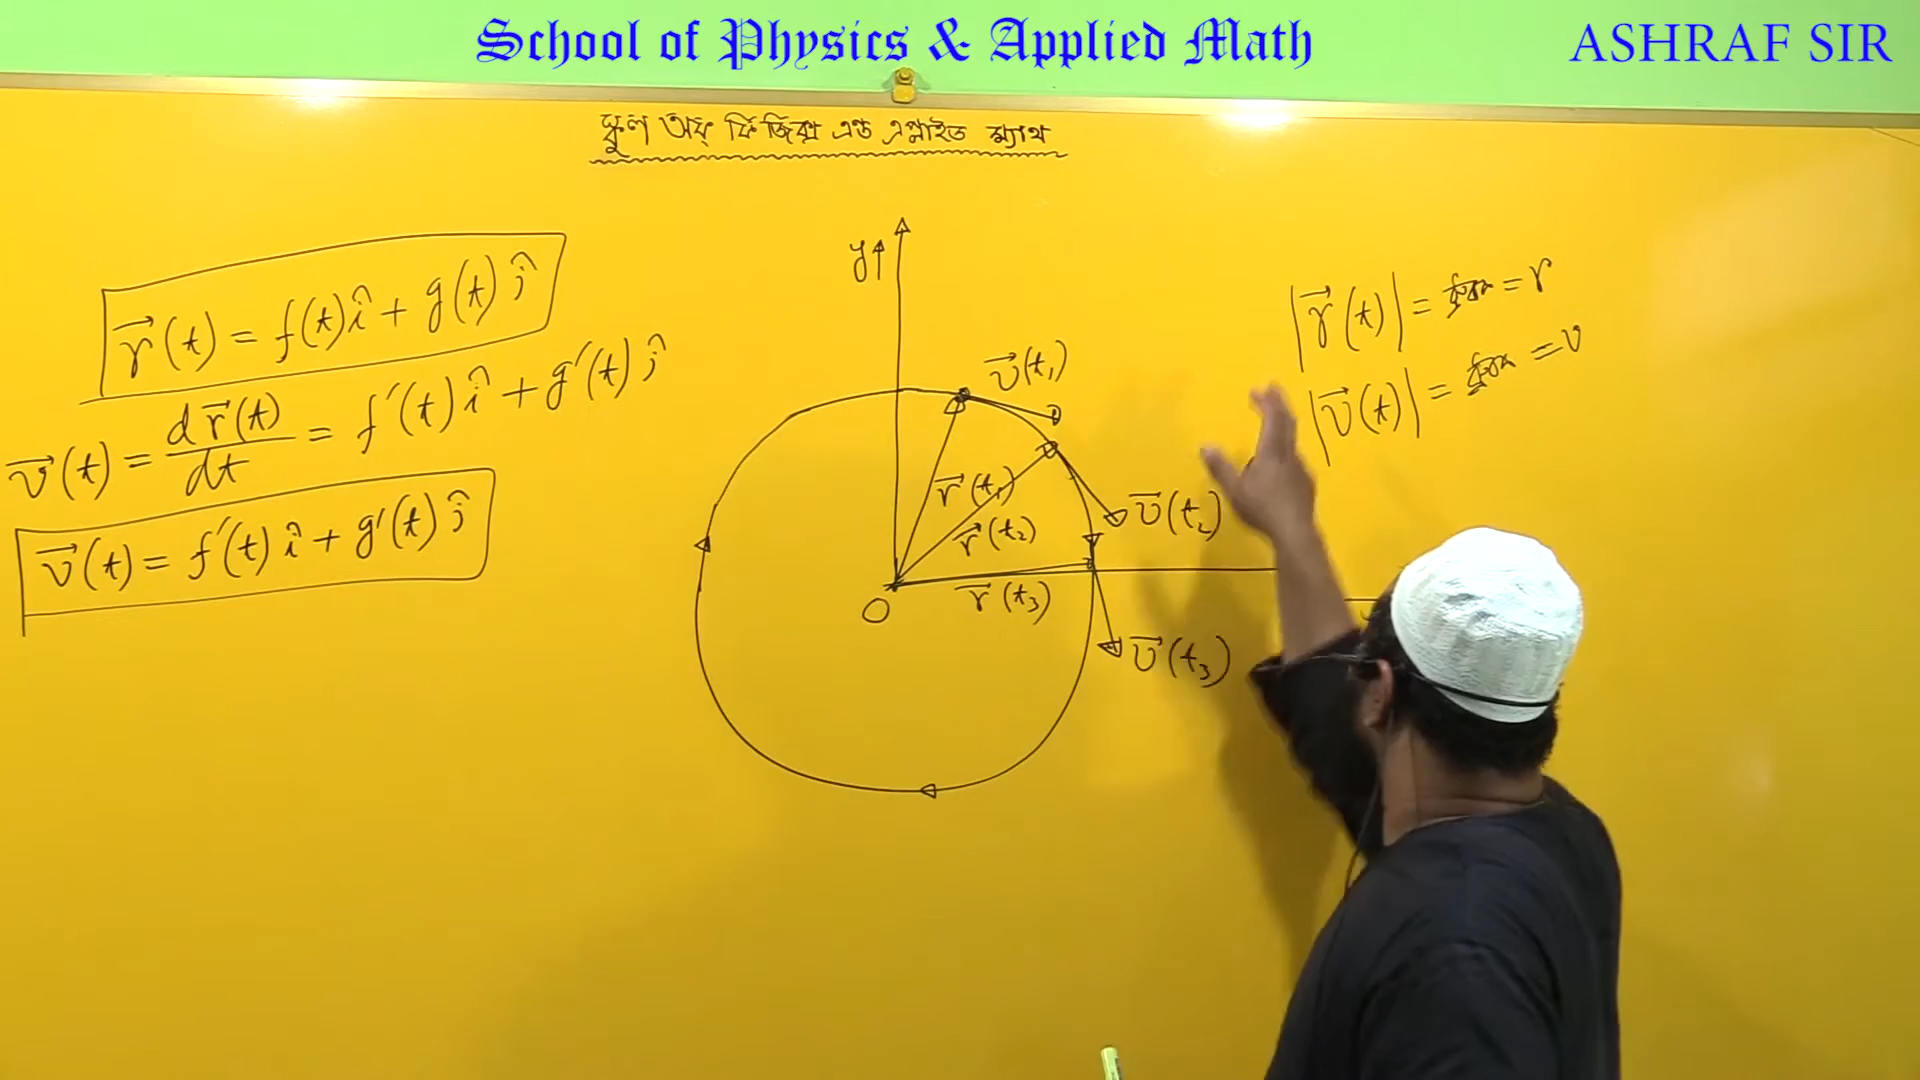 School of Physics & Applied Math
ASHRAF SIR
স্কুল অফ্ ফিজিক্স এন্ড এপ্লাইড ম্যাথ
r⃗(t) = f(t)î + g(t)ĵ
v⃗(t) = dr⃗(t)/dt = f′(t)î + g′(t)ĵ
v⃗(t) = f′(t)î + g′(t)ĵ
y↑
v⃗(t₁)
r⃗(t₁)
v⃗(t₂)
r⃗(t₂)
O
r⃗(t₃)
v⃗(t₃)
|r⃗(t)| = ধ্রুবক = r
|v⃗(t)| = ধ্রুবক = v